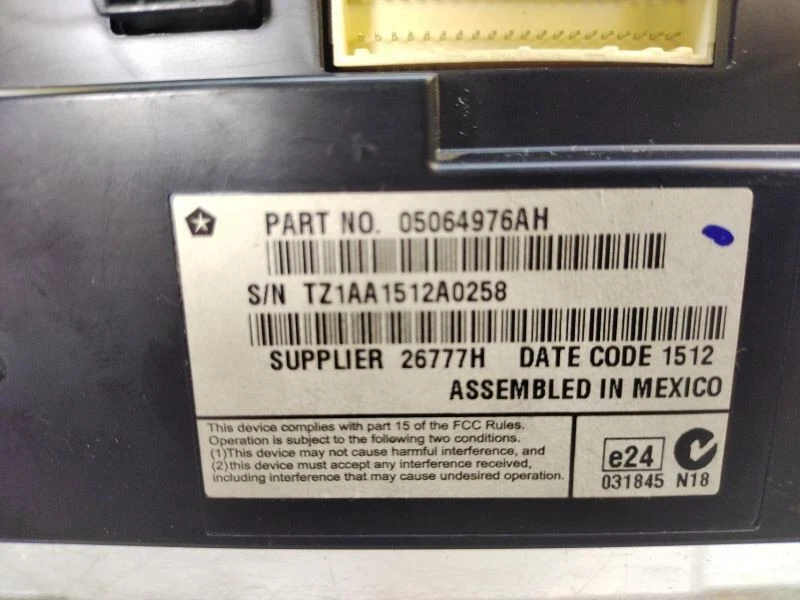 PART NO. 05064976AH
S/N TZ1AA1512A0258
SUPPLIER 26777H DATE CODE 1512
ASSEMBLED IN MEXICO
This device complies with part 15 of the FCC Rules.
Operation is subject to the following two conditions.
(1)This device may not cause harmful interference, and
(2)this device must accept any interference received,
including interference that may cause undesired operation.
e24
031845 N18